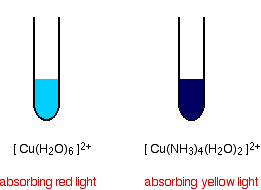 [ Cu(H₂O)₆ ]²⁺
[ Cu(NH₃)₄(H₂O)₂ ]²⁺
absorbing red light
absorbing yellow light